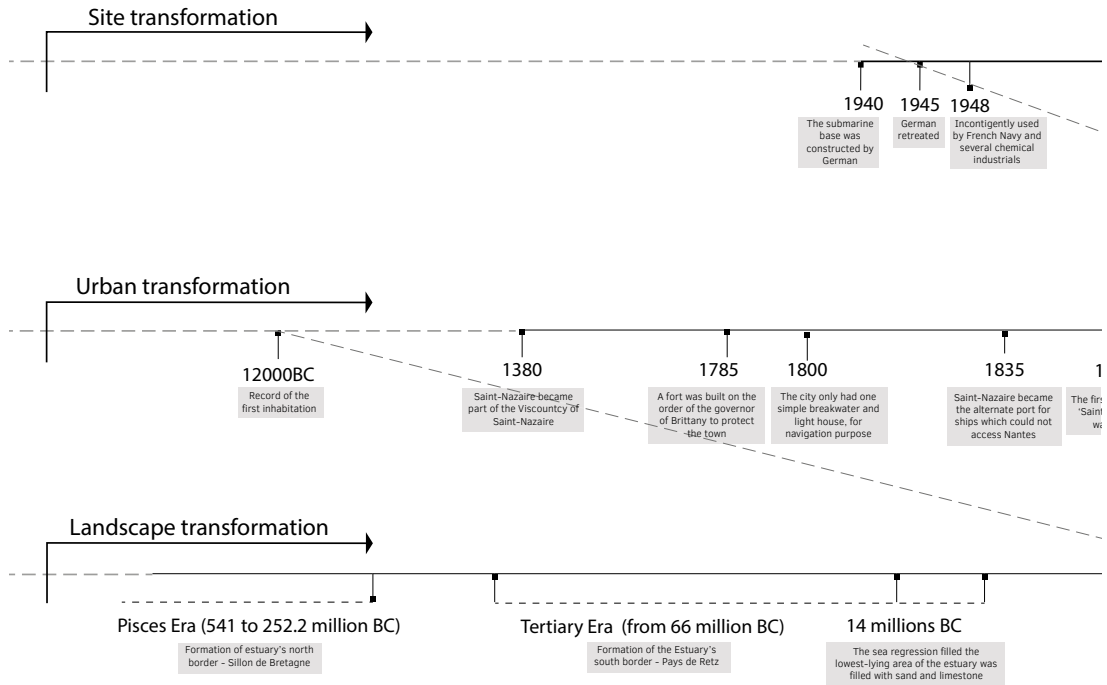 Site transformation
1940
The submarine
base was
constructed by
German
1945
German
retreated
1948
Incontigently used
by French Navy and
several chemical
industrials
Urban transformation
12000BC
Record of the
first inhabitation
1380
Saint-Nazaire became
part of the Viscountcy of
Saint-Nazaire
1785
A fort was built on the
order of the governor
of Brittany to protect
the town
1800
The city only had one
simple breakwater and
light house, for
navigation purpose
1835
Saint-Nazaire became
the alternate port for
ships which could not
access Nantes
1
The first
'Saint
wa
Landscape transformation
Pisces Era (541 to 252.2 million BC)
Formation of estuary's north
border - Sillon de Bretagne
Tertiary Era (from 66 million BC)
Formation of the Estuary's
south border - Pays de Retz
14 millions BC
The sea regression filled the
lowest-lying area of the estuary was
filled with sand and limestone